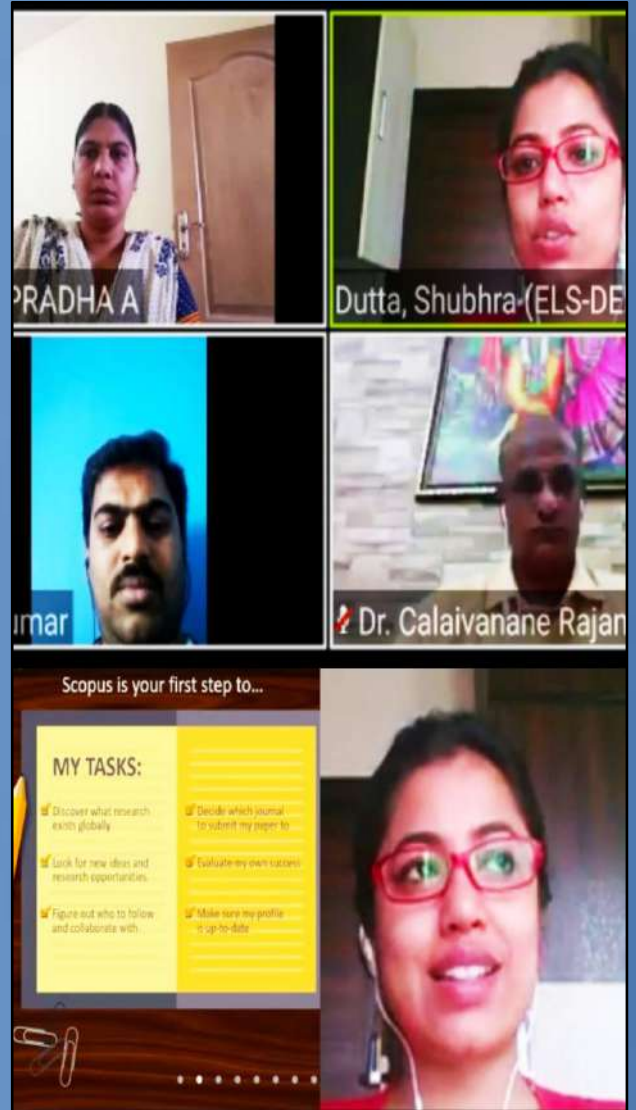 PRADHA A
Dutta, Shubhra (ELS-DE
umar
Dr. Calaivanane Rajan
Scopus is your first step to...
MY TASKS:
Discover what research
exists globally
Look for new ideas and
research opportunities
Figure out who to follow
and collaborate with
Decide which journal
to submit my paper to
Evaluate my own success
Make sure my profile
is up-to-date